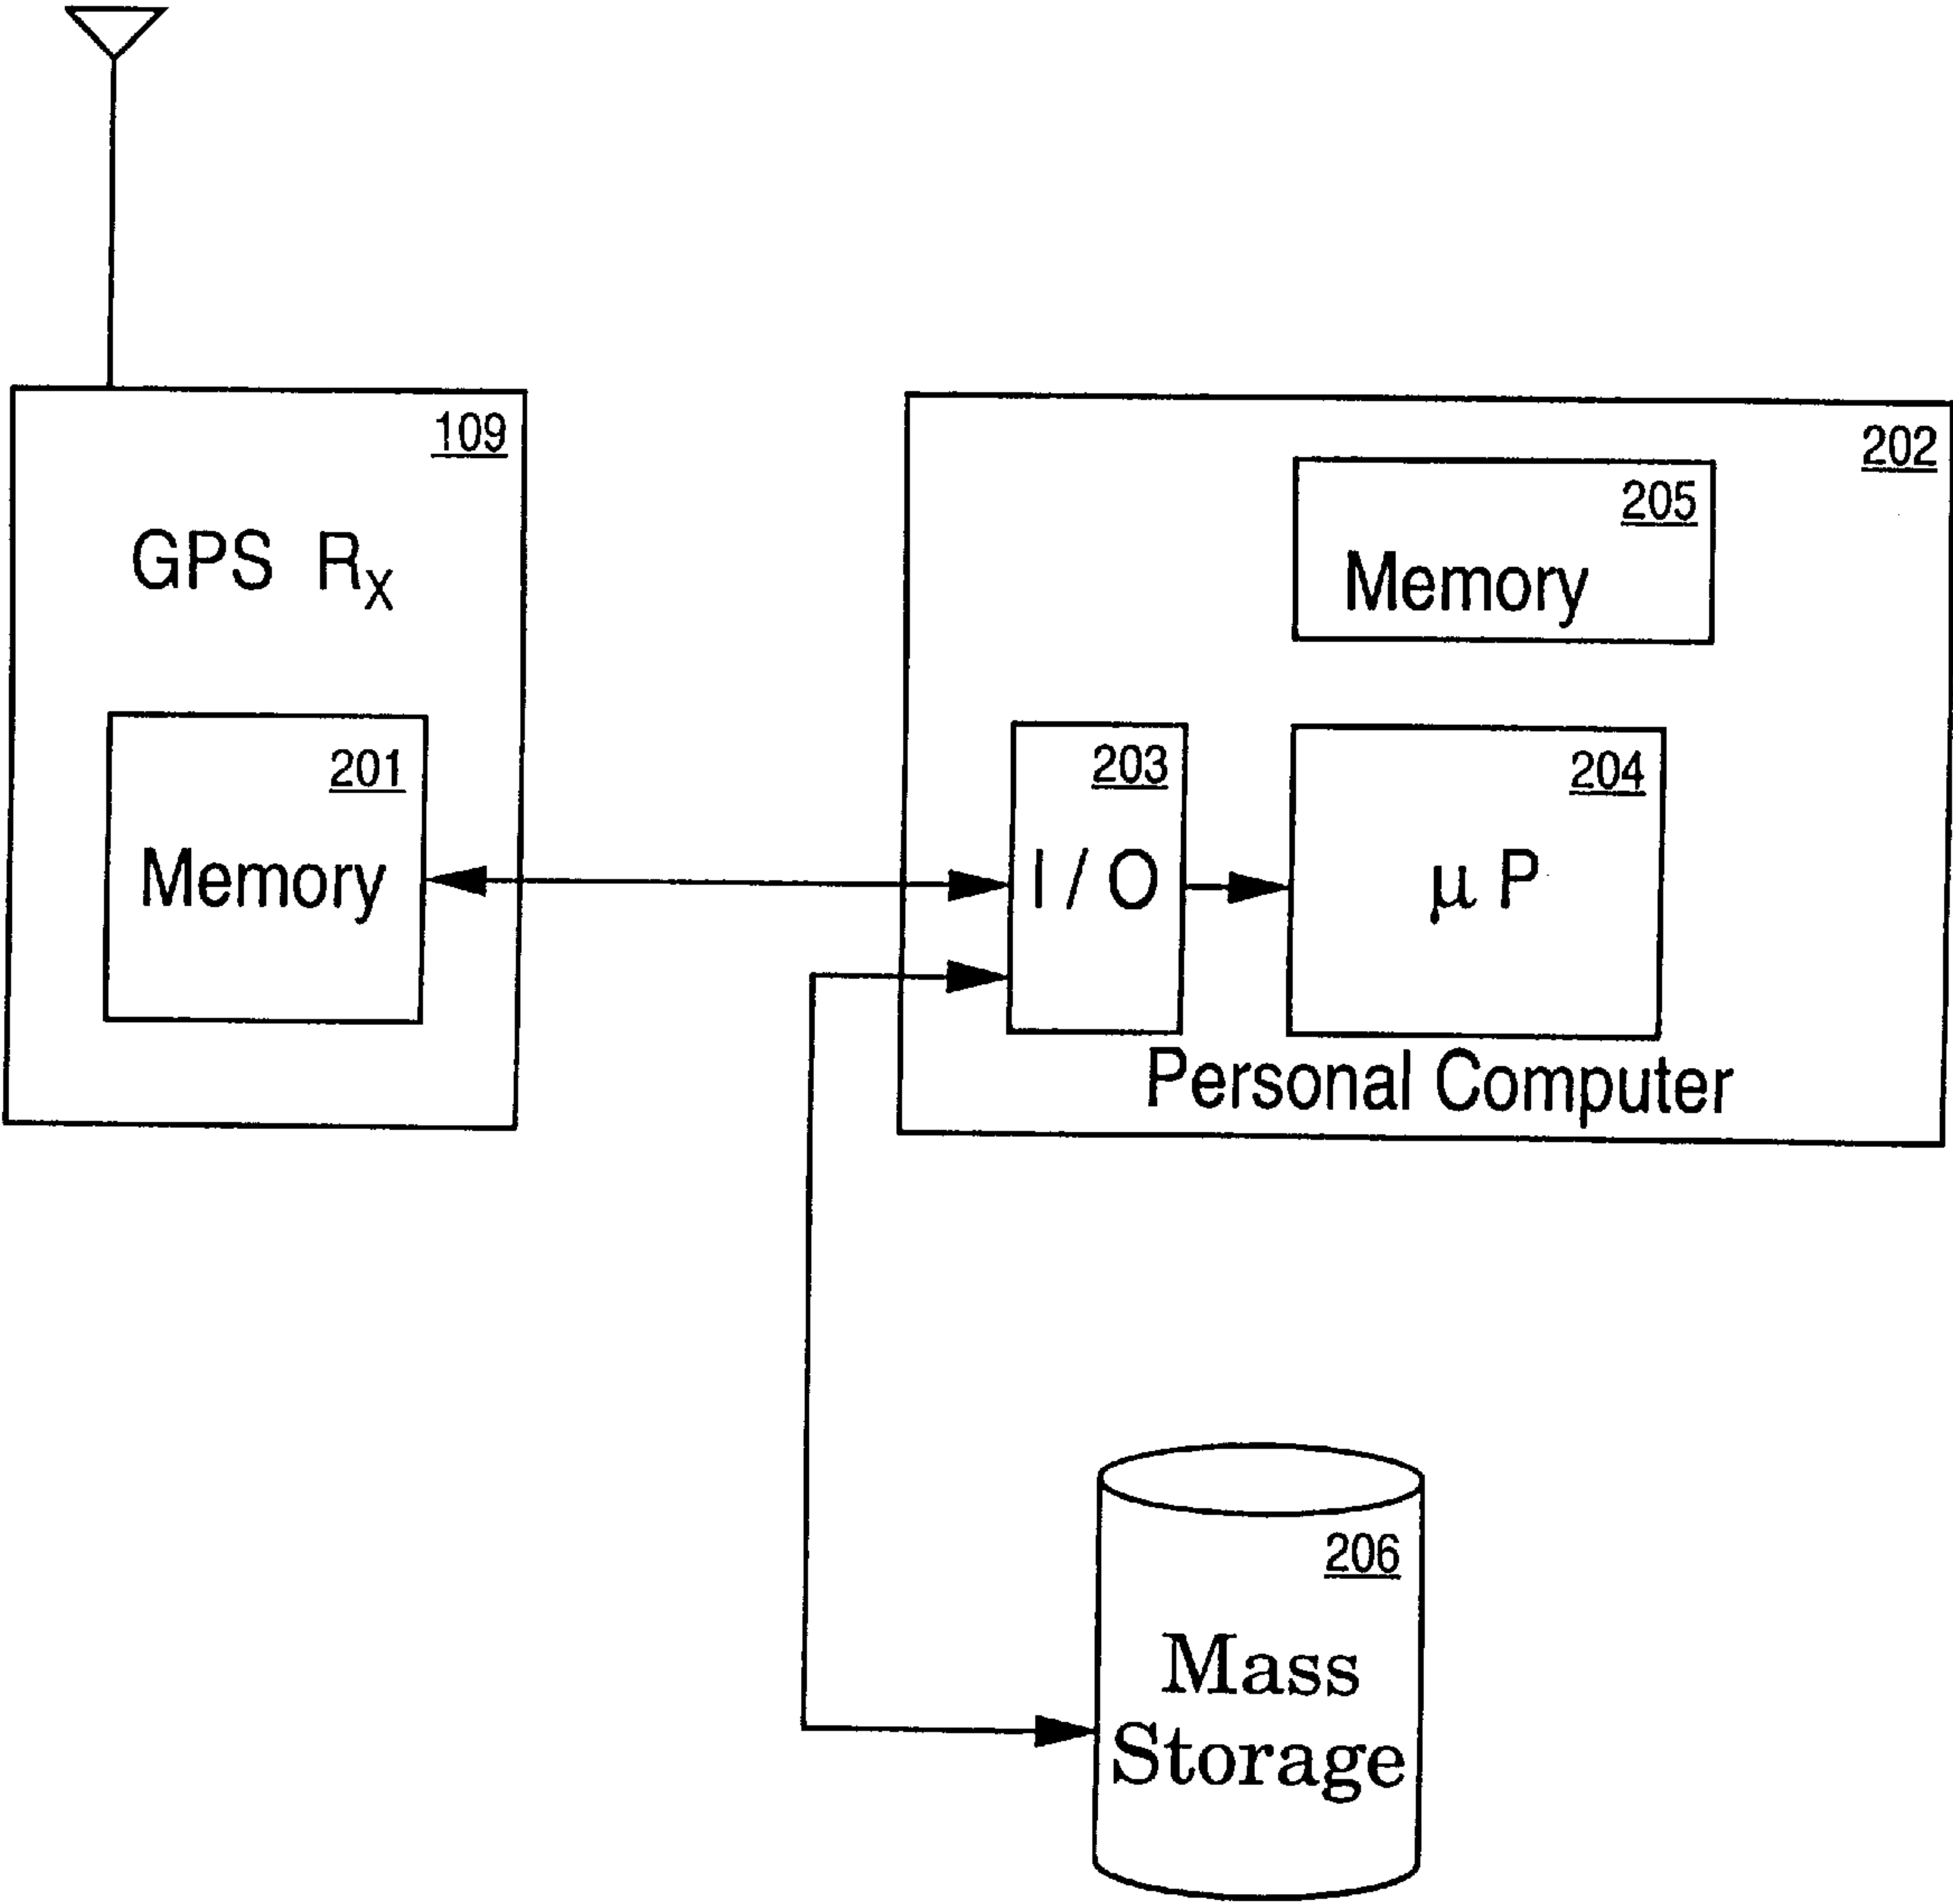 109
GPS Rx
201
Memory
202
205
Memory
203
I / O
204
μ P
Personal Computer
206
Mass
Storage